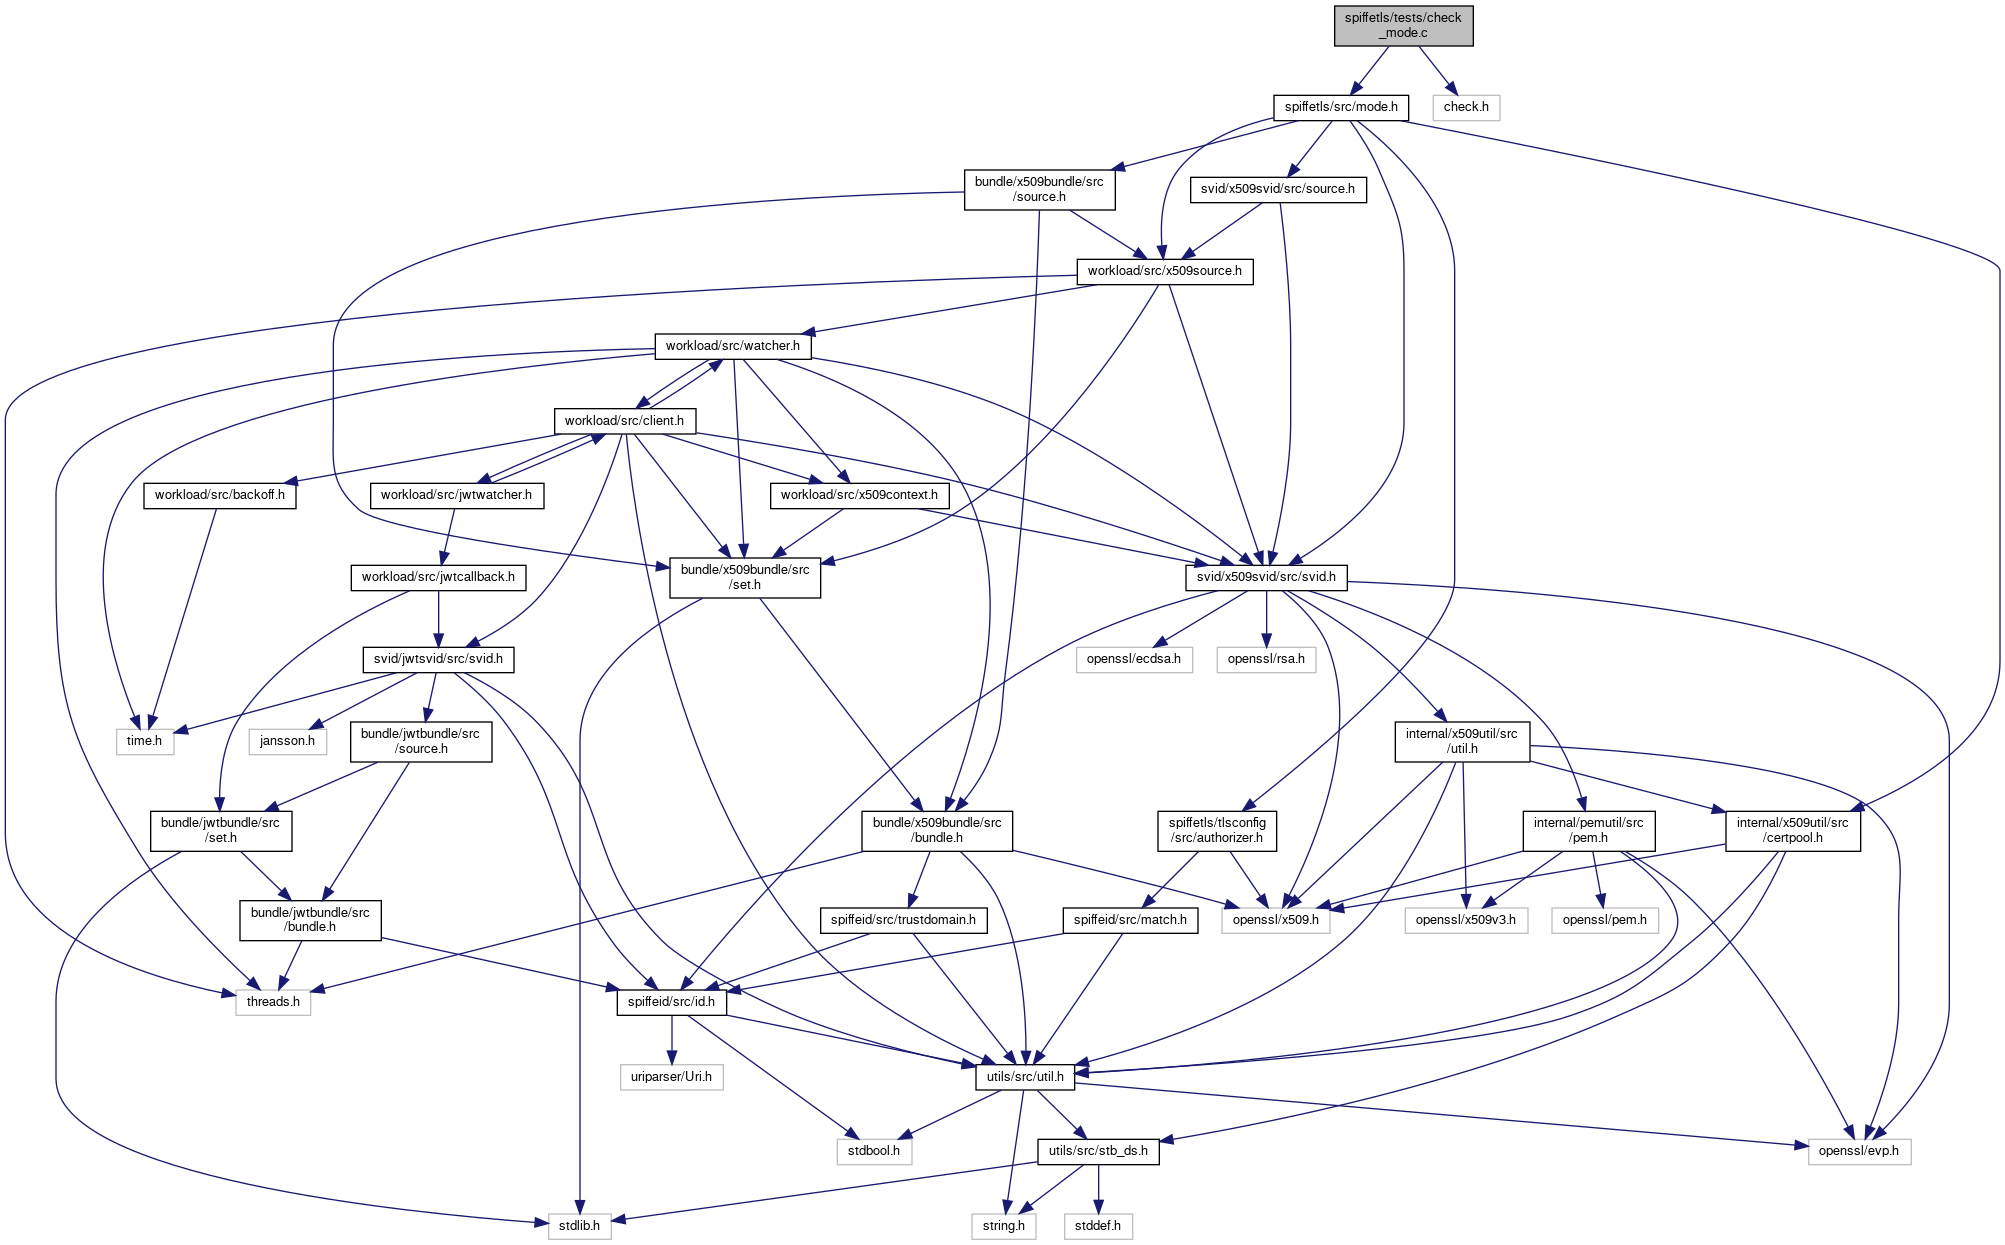 spiffetls/tests/check
_mode.c
spiffetls/src/mode.h
check.h
bundle/x509bundle/src
/source.h
svid/x509svid/src/source.h
workload/src/x509source.h
workload/src/watcher.h
workload/src/client.h
workload/src/backoff.h
workload/src/jwtwatcher.h
workload/src/x509context.h
bundle/x509bundle/src
/set.h
workload/src/jwtcallback.h
svid/x509svid/src/svid.h
svid/jwtsvid/src/svid.h
openssl/ecdsa.h
openssl/rsa.h
time.h
jansson.h
bundle/jwtbundle/src
/source.h
internal/x509util/src
/util.h
bundle/jwtbundle/src
/set.h
bundle/x509bundle/src
/bundle.h
spiffetls/tlsconfig
/src/authorizer.h
internal/pemutil/src
/pem.h
internal/x509util/src
/certpool.h
bundle/jwtbundle/src
/bundle.h
spiffeid/src/trustdomain.h
spiffeid/src/match.h
openssl/x509.h
openssl/x509v3.h
openssl/pem.h
threads.h
spiffeid/src/id.h
uriparser/Uri.h
utils/src/util.h
stdbool.h
utils/src/stb_ds.h
openssl/evp.h
stdlib.h
string.h
stddef.h